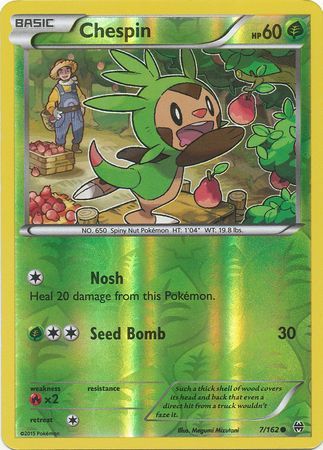 BASIC
Chespin
HP60
NO. 650 Spiny Nut Pokémon HT: 1'04" WT: 19.8 lbs.
Nosh
Heal 20 damage from this Pokémon.
Seed Bomb 30
weakness resistance
×2
retreat
Such a thick shell of wood covers
its head and back that even a
direct hit from a truck wouldn't
faze it.
©2015 Pokémon
Illus. Megumi Mizutani
7/162